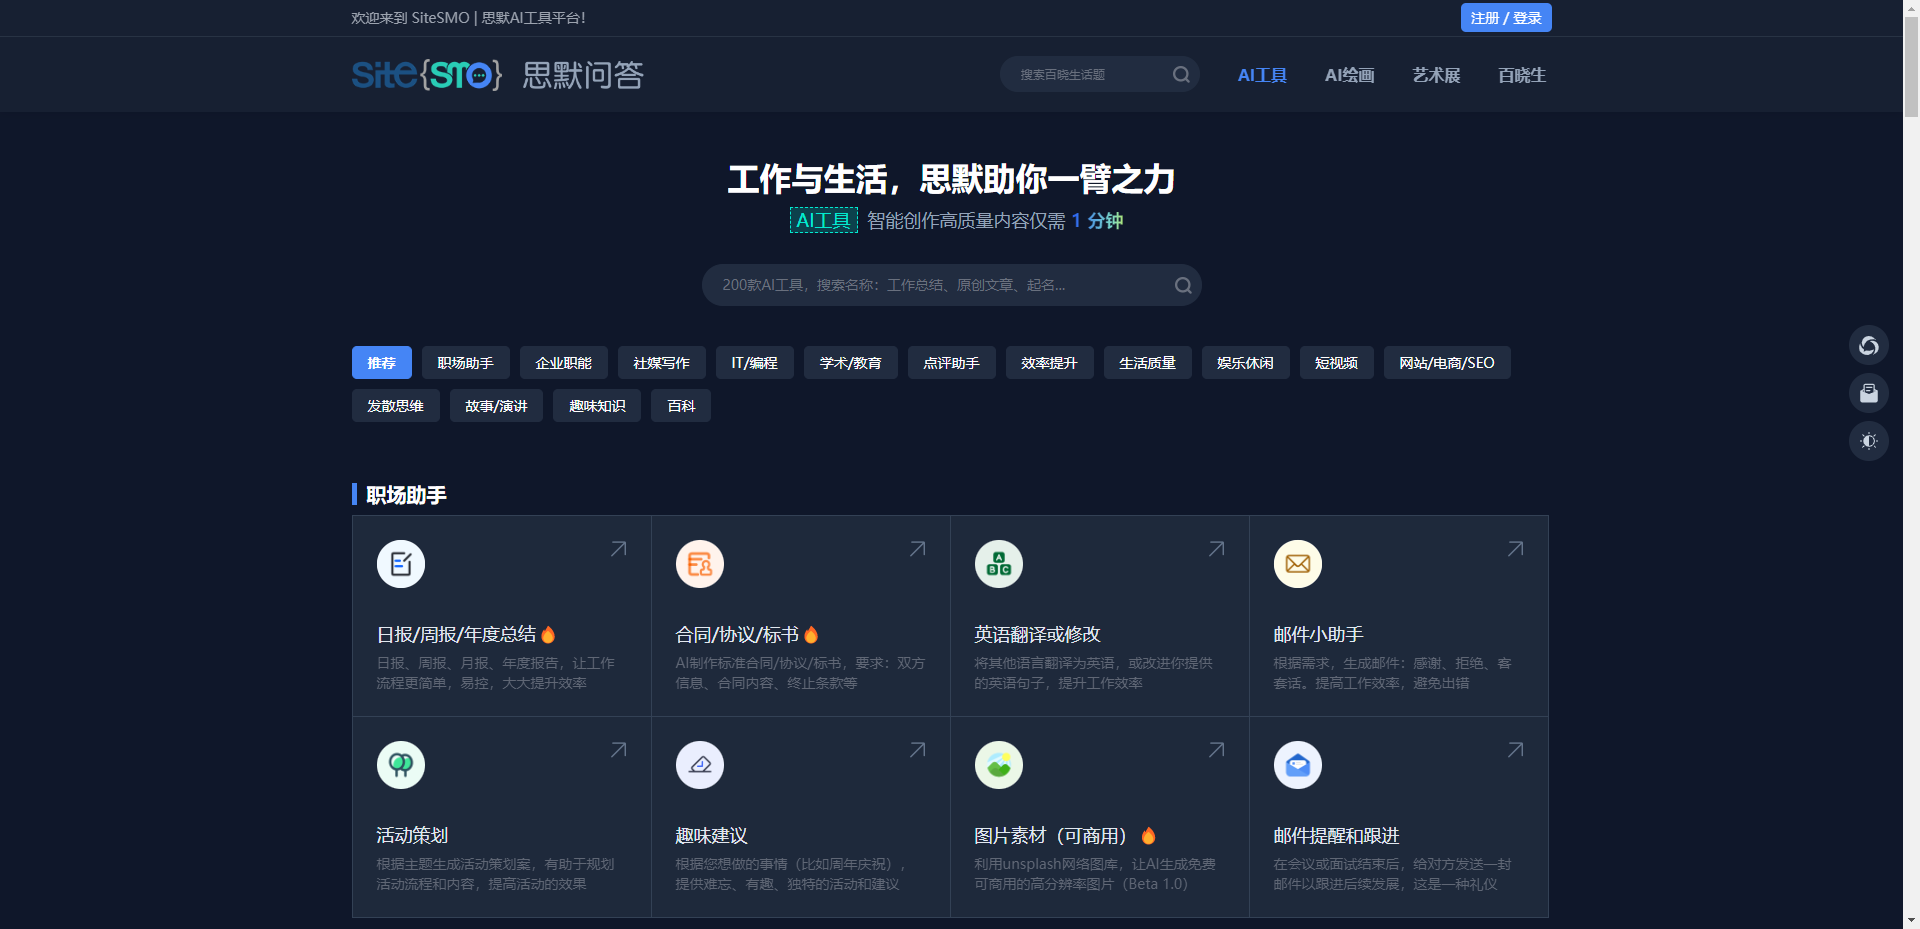 欢迎来到 SiteSMO | 思默AI工具平台!
注册 / 登录
Site{SMO} 思默问答
搜索百晓生话题
AI工具
AI绘画
艺术展
百晓生
工作与生活，思默助你一臂之力
AI工具 智能创作高质量内容仅需 1 分钟
200款AI工具，搜索名称：工作总结、原创文章、起名...
推荐 职场助手 企业职能 社媒写作 IT/编程 学术/教育 点评助手 效率提升 生活质量 娱乐休闲 短视频 网站/电商/SEO
发散思维 故事/演讲 趣味知识 百科
职场助手
日报/周报/年度总结
日报、周报、月报、年度报告，让工作
流程更简单，易控，大大提升效率
合同/协议/标书
AI制作标准合同/协议/标书，要求：双方
信息、合同内容、终止条款等
A
B C
英语翻译或修改
将其他语言翻译为英语，或改进你提供
的英语句子，提升工作效率
邮件小助手
根据需求，生成邮件：感谢、拒绝、客
套话。提高工作效率，避免出错
活动策划
根据主题生成活动策划案，有助于规划
活动流程和内容，提高活动的效果
趣味建议
根据您想做的事情（比如周年庆祝），
提供难忘、有趣、独特的活动和建议
图片素材（可商用）
利用unsplash网络图库，让AI生成免费
可商用的高分辨率图片（Beta 1.0）
邮件提醒和跟进
在会议或面试结束后，给对方发送一封
邮件以跟进后续发展，这是一种礼仪